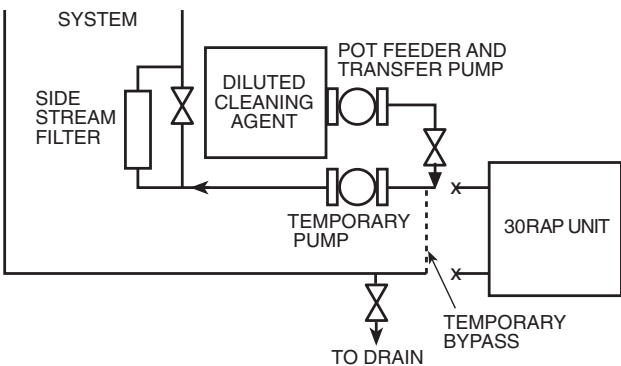 SYSTEM
POT FEEDER AND
TRANSFER PUMP
DILUTED
CLEANING
AGENT
SIDE
STREAM
FILTER
TEMPORARY
PUMP
x
30RAP UNIT
x
TEMPORARY
BYPASS
TO DRAIN